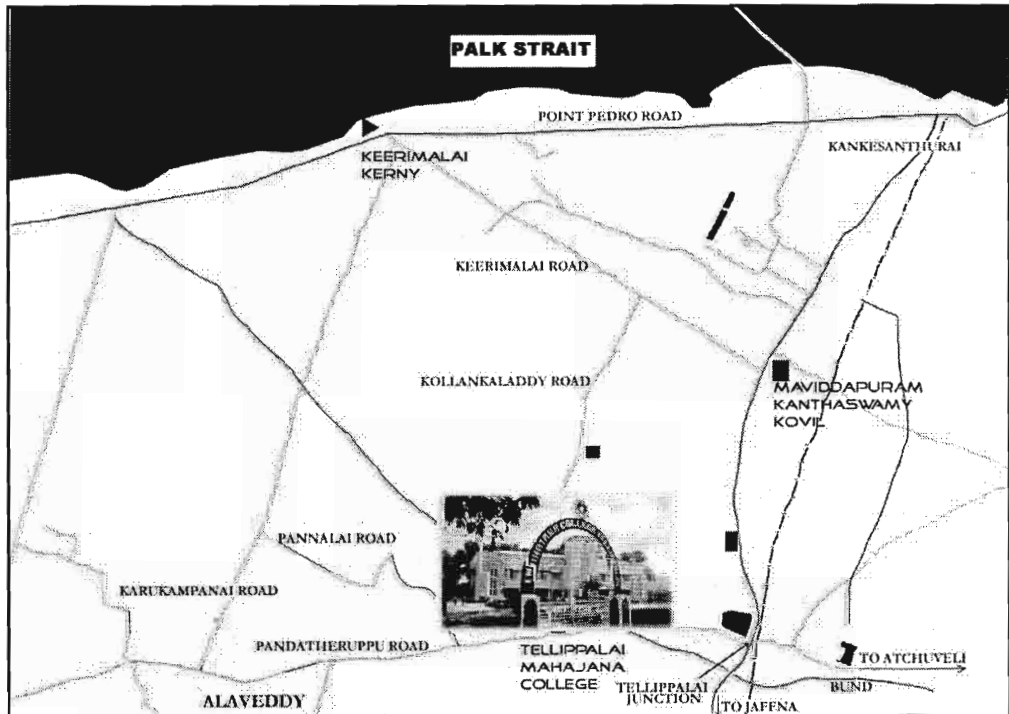 PALK STRAIT
POINT PEDRO ROAD
KANKESANTHURAI
KEERIMALAI
KERNY
KEERIMALAI ROAD
KOLLANKALADDY ROAD
MAVIDDAPURAM
KANTHASWAMY
KOVIL
PANNALAI ROAD
KARUKAMPANAI ROAD
PANDATHERUPPU ROAD
TELLIPPALAI
MAHAJANA
COLLEGE
TO ATCHUVELI
BUND
TELLIPPALAI
JUNCTION
ALAVEDDY
TO JAFFNA